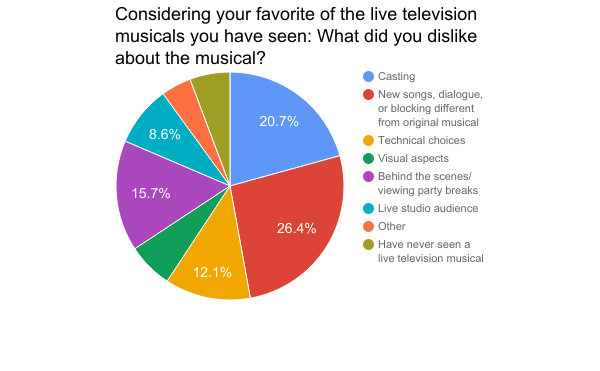 Considering your favorite of the live television
musicals you have seen: What did you dislike
about the musical?
20.7%
26.4%
12.1%
15.7%
8.6%
Casting
New songs, dialogue,
or blocking different
from original musical
Technical choices
Visual aspects
Behind the scenes/
viewing party breaks
Live studio audience
Other
Have never seen a
live television musical